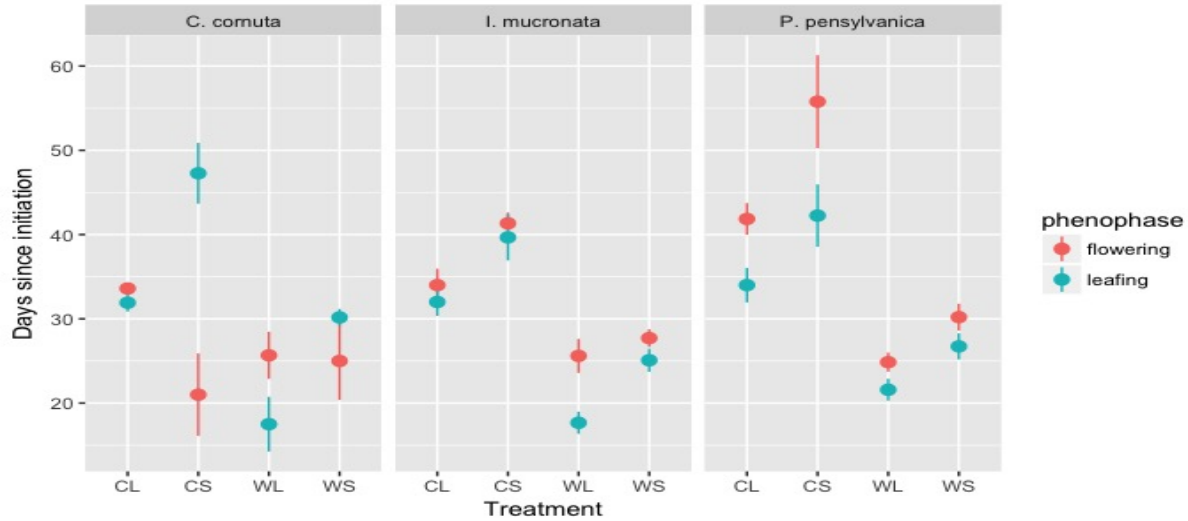 C. cornuta
I. mucronata
P. pensylvanica
60
50
40
30
20
Days since initiation
CL CS WL WS
CL CS WL WS
CL CS WL WS
Treatment
phenophase
flowering
leafing